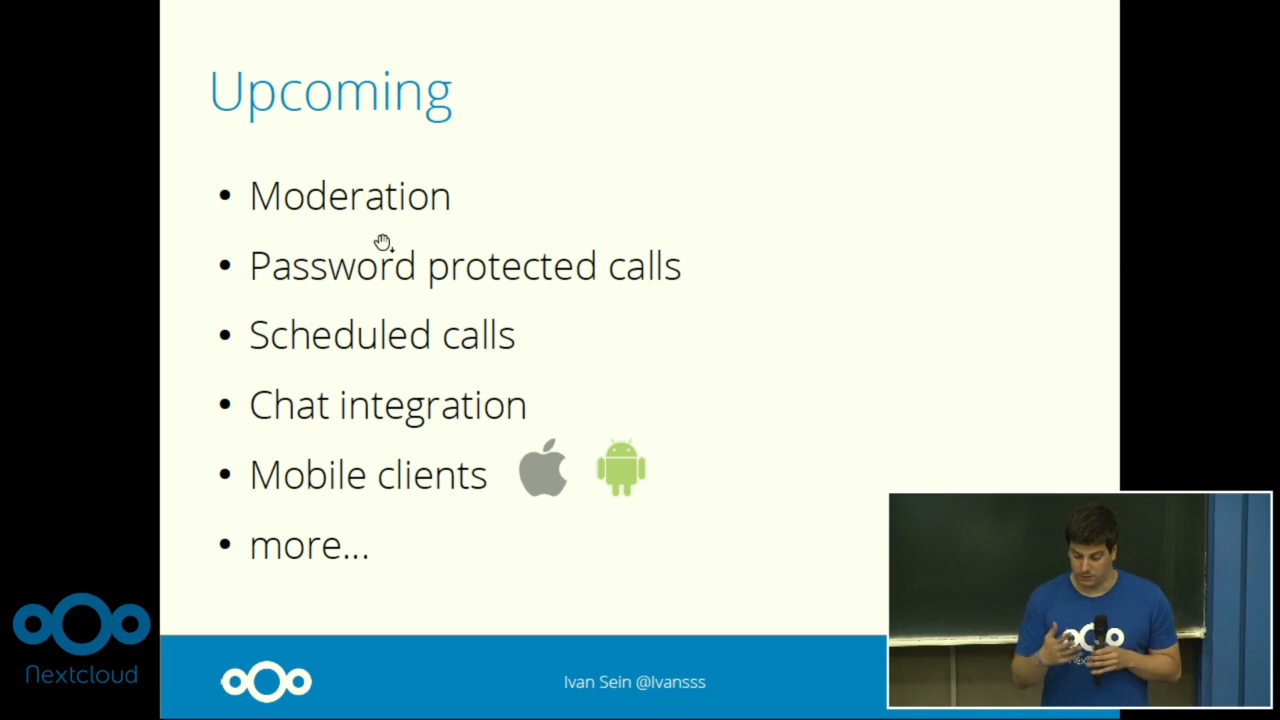 Upcoming
• Moderation
• Password protected calls
• Scheduled calls
• Chat integration
• Mobile clients
• more...
Nextcloud
Ivan Sein @Ivansss